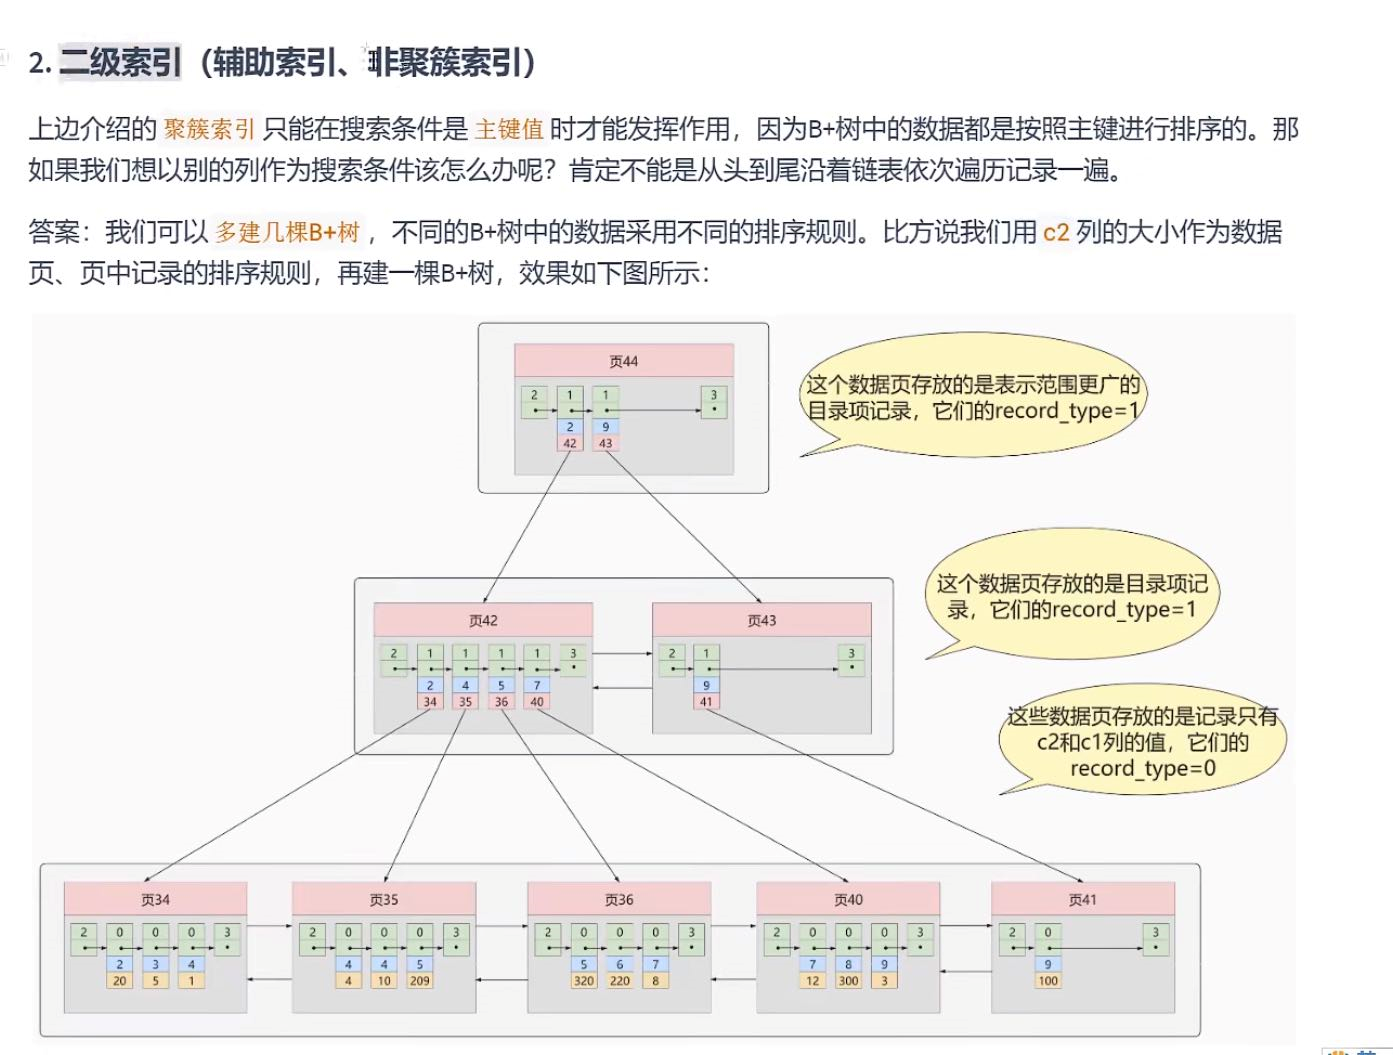 2. 二级索引（辅助索引、非聚簇索引）
上边介绍的 聚簇索引 只能在搜索条件是 主键值 时才能发挥作用，因为B+树中的数据都是按照主键进行排序的。那
如果我们想以别的列作为搜索条件该怎么办呢？肯定不能是从头到尾沿着链表依次遍历记录一遍。
答案：我们可以 多建几棵B+树 ，不同的B+树中的数据采用不同的排序规则。比方说我们用 c2 列的大小作为数据
页、页中记录的排序规则，再建一棵B+树，效果如下图所示：
页44
2 1 1 3
2 9
42 43
这个数据页存放的是表示范围更广的
目录项记录，它们的record_type=1
页42 页43
2 1 1 1 1 3 2 1 3
2 4 5 7 9
34 35 36 40 41
这个数据页存放的是目录项记
录，它们的record_type=1
这些数据页存放的是记录只有
c2和c1列的值，它们的
record_type=0
页34 页35 页36 页40 页41
2 0 0 0 3 2 0 0 0 3 2 0 0 0 3 2 0 0 0 3 2 0 3
2 3 4 4 4 5 5 6 7 7 8 9 9
20 5 1 4 10 209 320 220 8 12 300 3 100